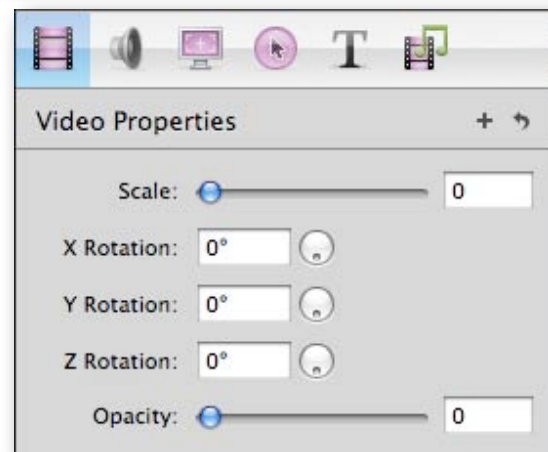 T
Video Properties
Scale: 0
X Rotation: 0°
Y Rotation: 0°
Z Rotation: 0°
Opacity: 0